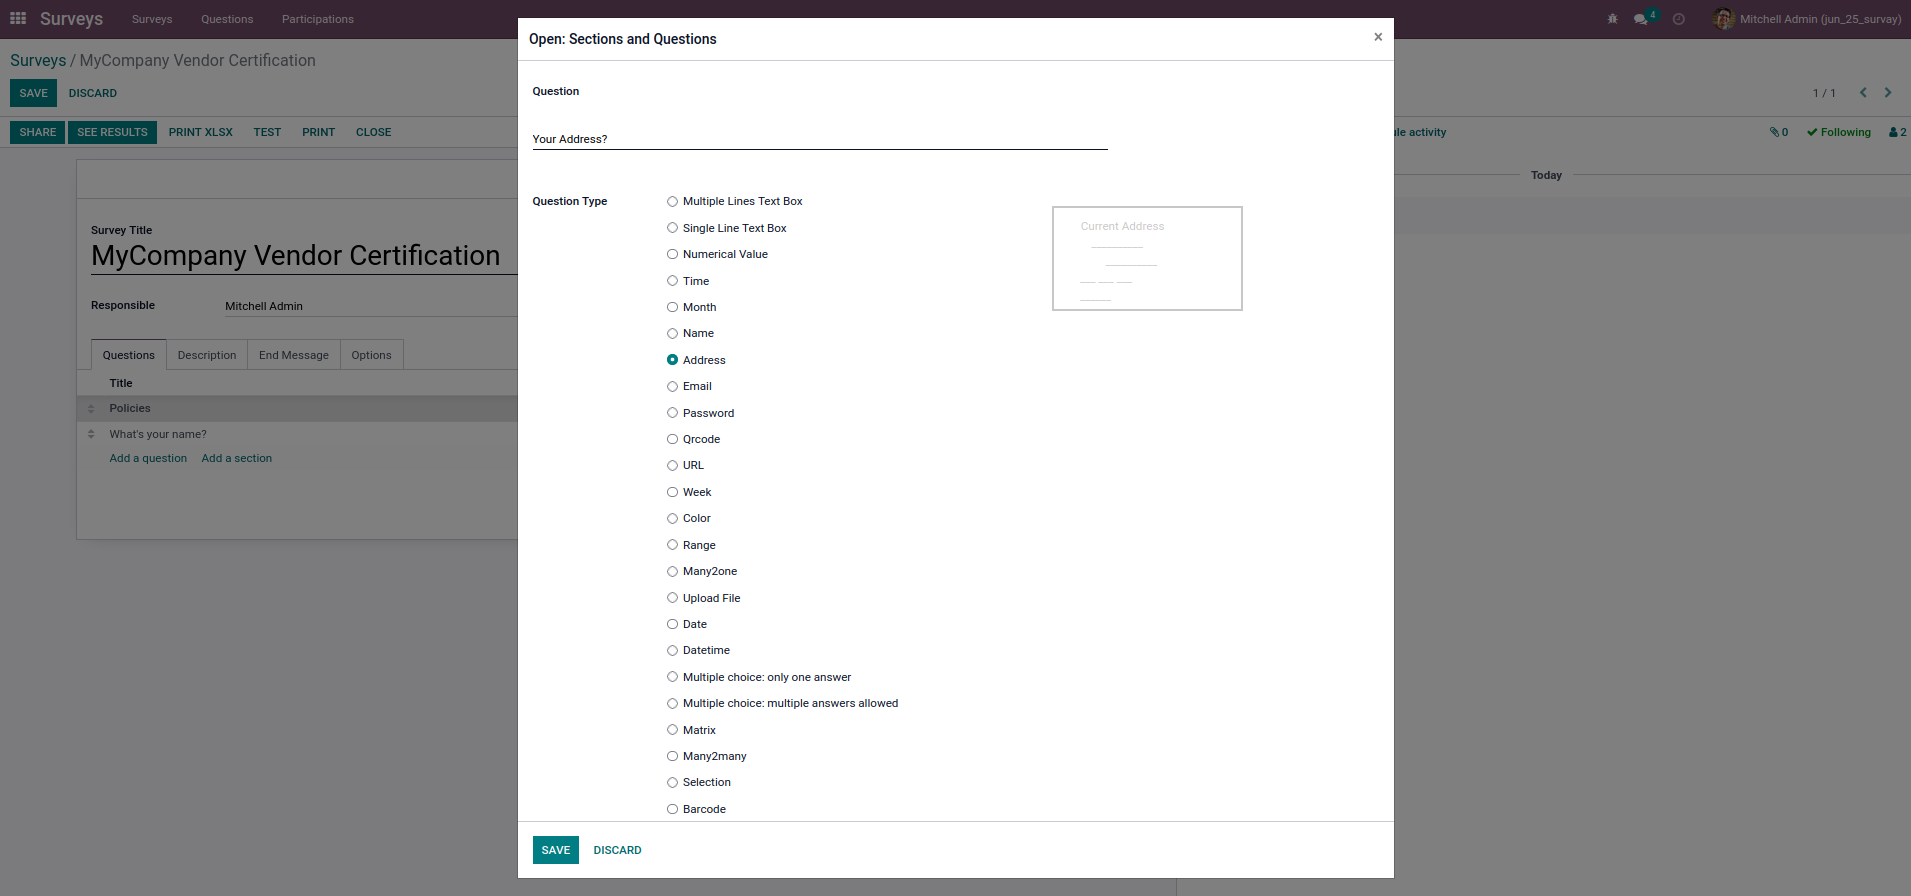 Surveys Surveys Questions Participations 4 Mitchell Admin (jun_25_survay)
Surveys / MyCompany Vendor Certification
SAVE DISCARD 1 / 1
SHARE SEE RESULTS PRINT XLSX TEST PRINT CLOSE ule activity 0 Following 2
Today
Survey Title
MyCompany Vendor Certification
Responsible Mitchell Admin
Questions Description End Message Options
Title
Policies
What's your name?
Add a question Add a section
Open: Sections and Questions ×
Question
Your Address?
Question Type
Multiple Lines Text Box
Single Line Text Box
Numerical Value
Time
Month
Name
Address
Email
Password
Qrcode
URL
Week
Color
Range
Many2one
Upload File
Date
Datetime
Multiple choice: only one answer
Multiple choice: multiple answers allowed
Matrix
Many2many
Selection
Barcode
Current Address
SAVE DISCARD